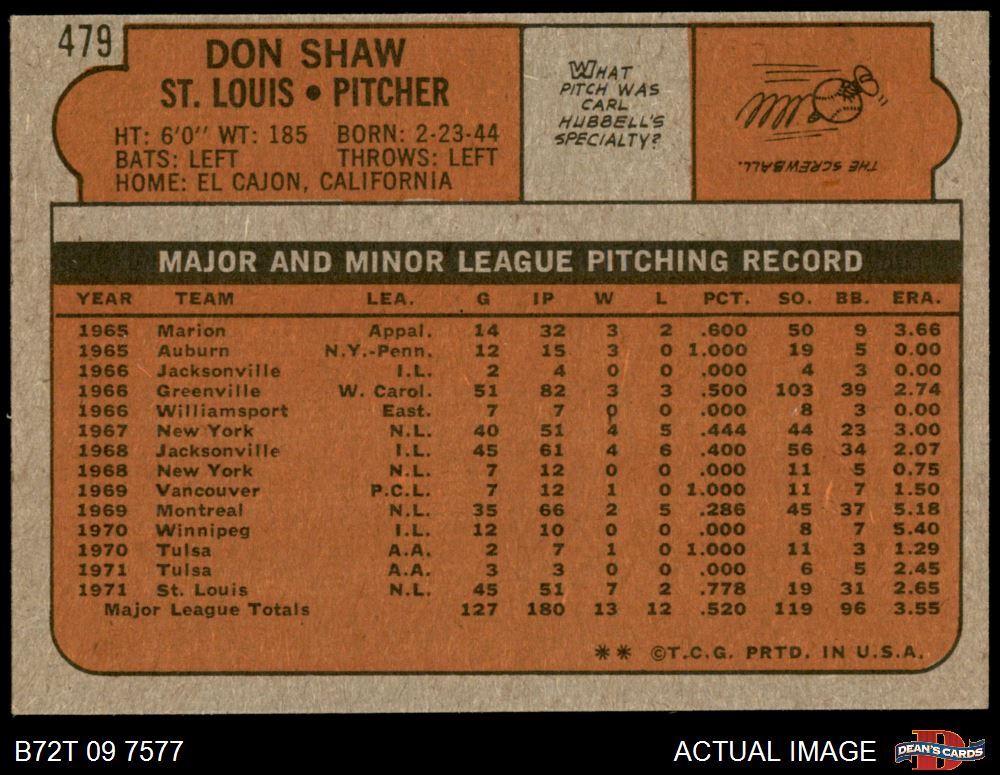 479
DON SHAW
ST. LOUIS • PITCHER
HT: 6'0" WT: 185 BORN: 2-23-44
BATS: LEFT THROWS: LEFT
HOME: EL CAJON, CALIFORNIA
WHAT
PITCH WAS
CARL
HUBBELL'S
SPECIALTY?
THE SCREWBALL.
MAJOR AND MINOR LEAGUE PITCHING RECORD
YEAR TEAM LEA. G IP W L PCT. SO. BB. ERA.
1965 Marion Appal. 14 32 3 2 .600 50 9 3.66
1965 Auburn N.Y.-Penn. 12 15 3 0 1.000 19 5 0.00
1966 Jacksonville I.L. 2 4 0 0 .000 4 3 0.00
1966 Greenville W. Carol. 51 82 3 3 .500 103 39 2.74
1966 Williamsport East. 7 7 0 0 .000 8 3 0.00
1967 New York N.L. 40 51 4 5 .444 44 23 3.00
1968 Jacksonville I.L. 45 61 4 6 .400 56 34 2.07
1968 New York N.L. 7 12 0 0 .000 11 5 0.75
1969 Vancouver P.C.L. 7 12 1 0 1.000 11 7 1.50
1969 Montreal N.L. 35 66 2 5 .286 45 37 5.18
1970 Winnipeg I.L. 12 10 0 0 .000 8 7 5.40
1970 Tulsa A.A. 2 7 1 0 1.000 11 3 1.29
1971 Tulsa A.A. 3 3 0 0 .000 6 5 2.45
1971 St. Louis N.L. 45 51 7 2 .778 19 31 2.65
Major League Totals 127 180 13 12 .520 119 96 3.55
** ©T.C.G. PRTD. IN U.S.A.
B72T 09 7577
ACTUAL IMAGE
DEAN'S CARDS